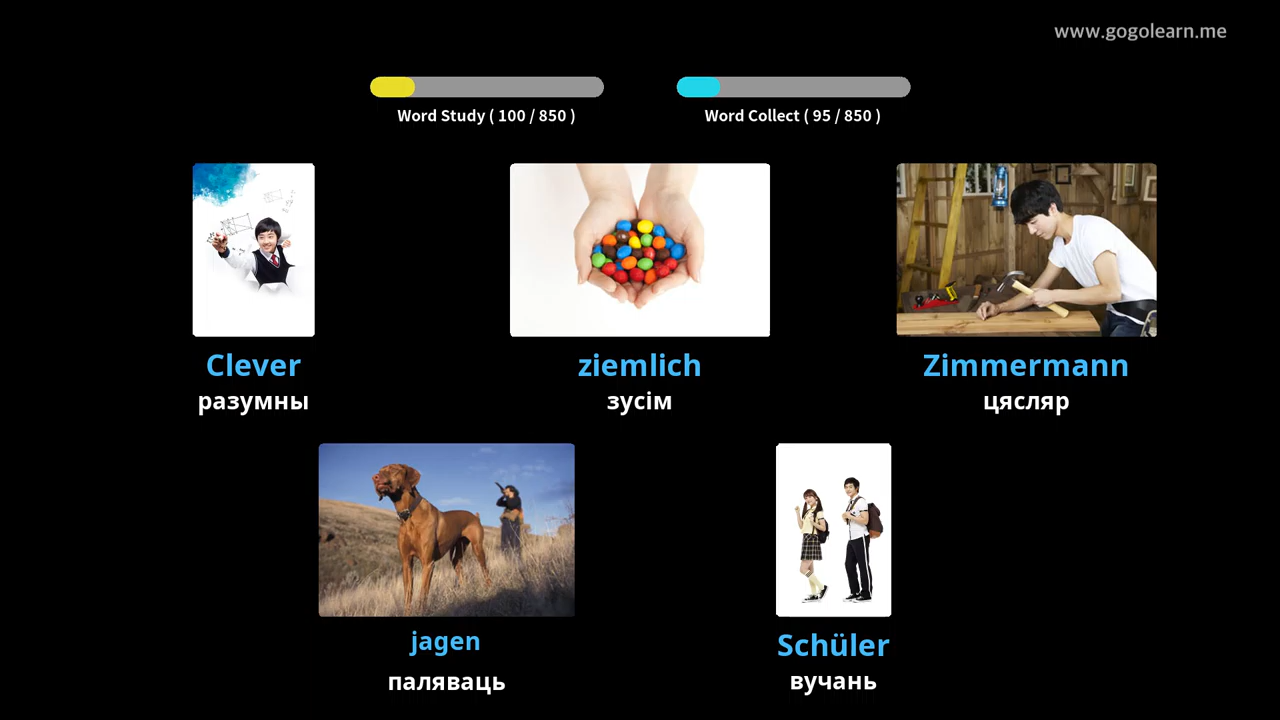 www.gogolearn.me
Word Study ( 100 / 850 )
Word Collect ( 95 / 850 )
Clever
разумны
ziemlich
зусім
Zimmermann
цясляр
jagen
паляваць
Schüler
вучань